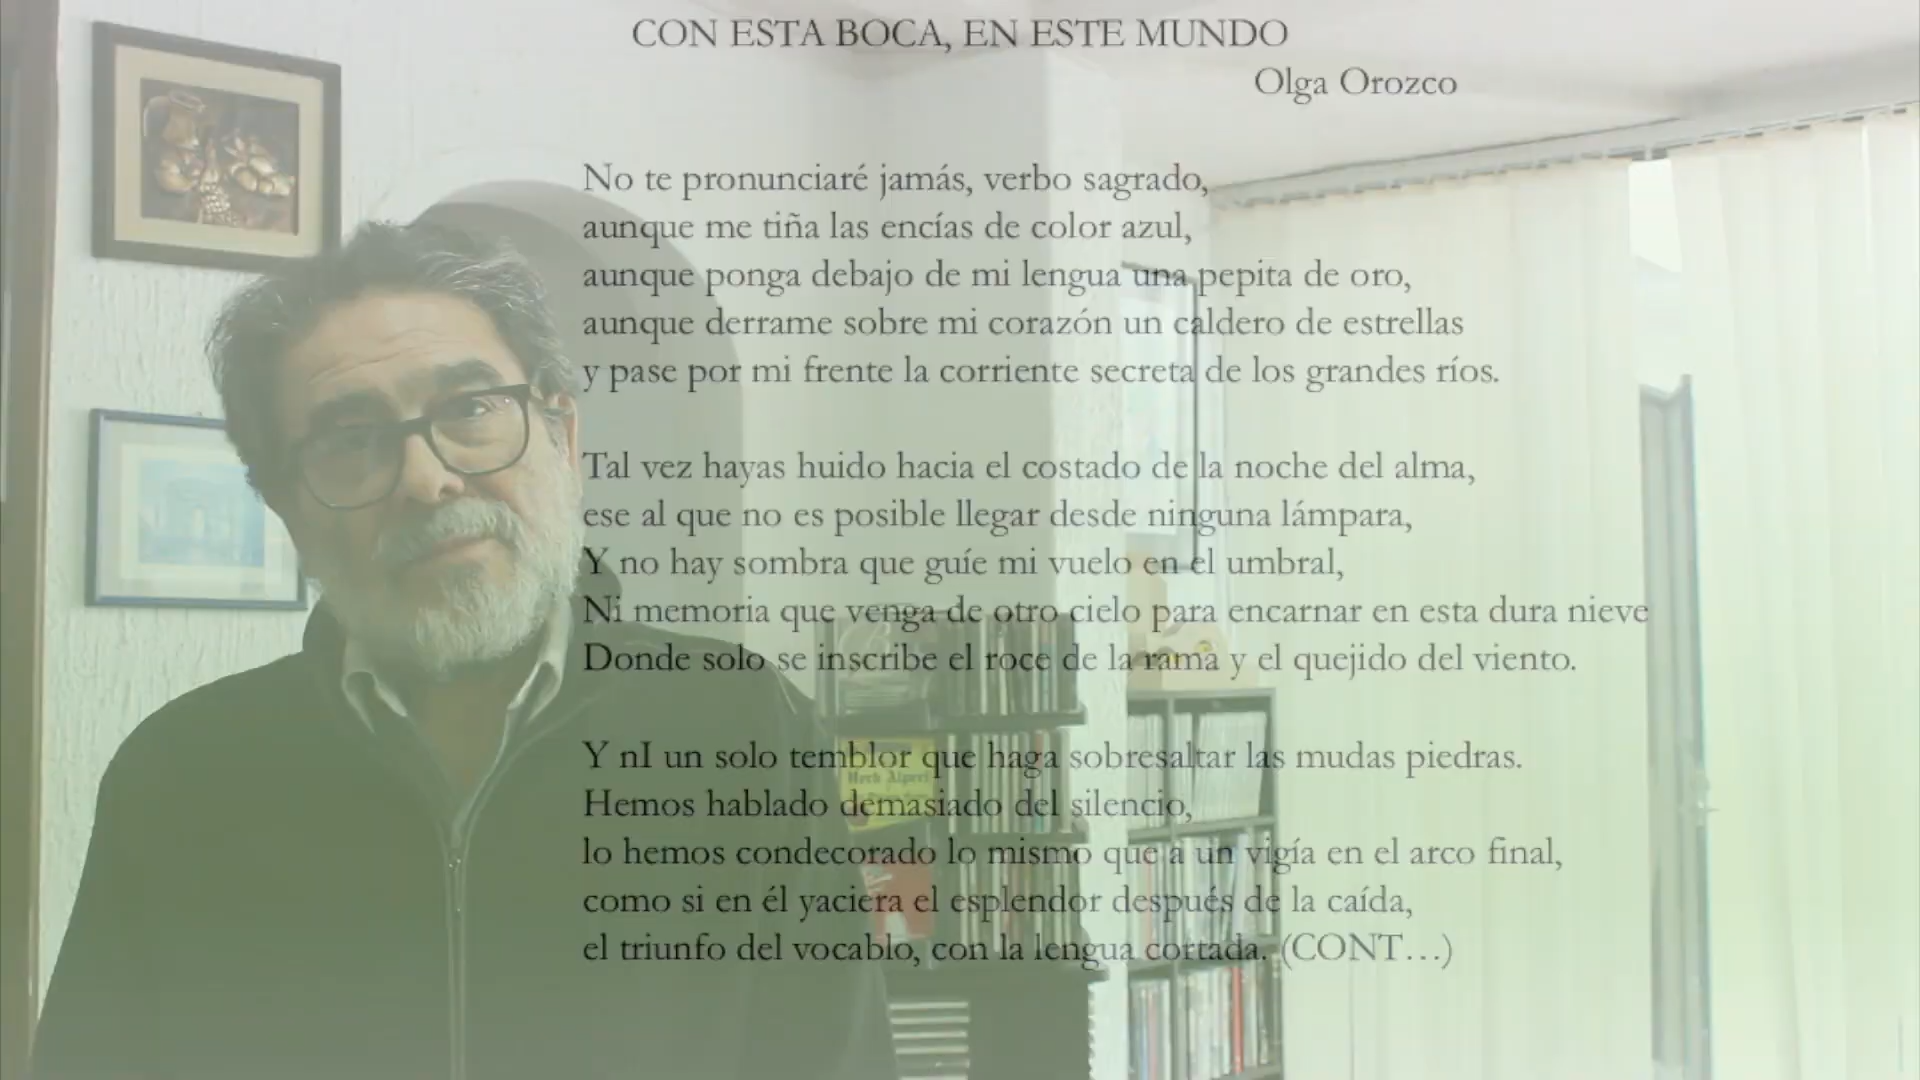 CON ESTA BOCA, EN ESTE MUNDO
Olga Orozco
No te pronunciaré jamás, verbo sagrado,
aunque me tiña las encías de color azul,
aunque ponga debajo de mi lengua una pepita de oro,
aunque derrame sobre mi corazón un caldero de estrellas
y pase por mi frente la corriente secreta de los grandes ríos.
Tal vez hayas huido hacia el costado de la noche del alma,
ese al que no es posible llegar desde ninguna lámpara,
Y no hay sombra que guíe mi vuelo en el umbral,
Ni memoria que venga de otro cielo para encarnar en esta dura nieve
Donde solo se inscribe el roce de la rama y el quejido del viento.
Y nI un solo temblor que haga sobresaltar las mudas piedras.
Hemos hablado demasiado del silencio,
lo hemos condecorado lo mismo que a un vigía en el arco final,
como si en él yaciera el esplendor después de la caída,
el triunfo del vocablo, con la lengua cortada. (CONT…)
Herb Alpert